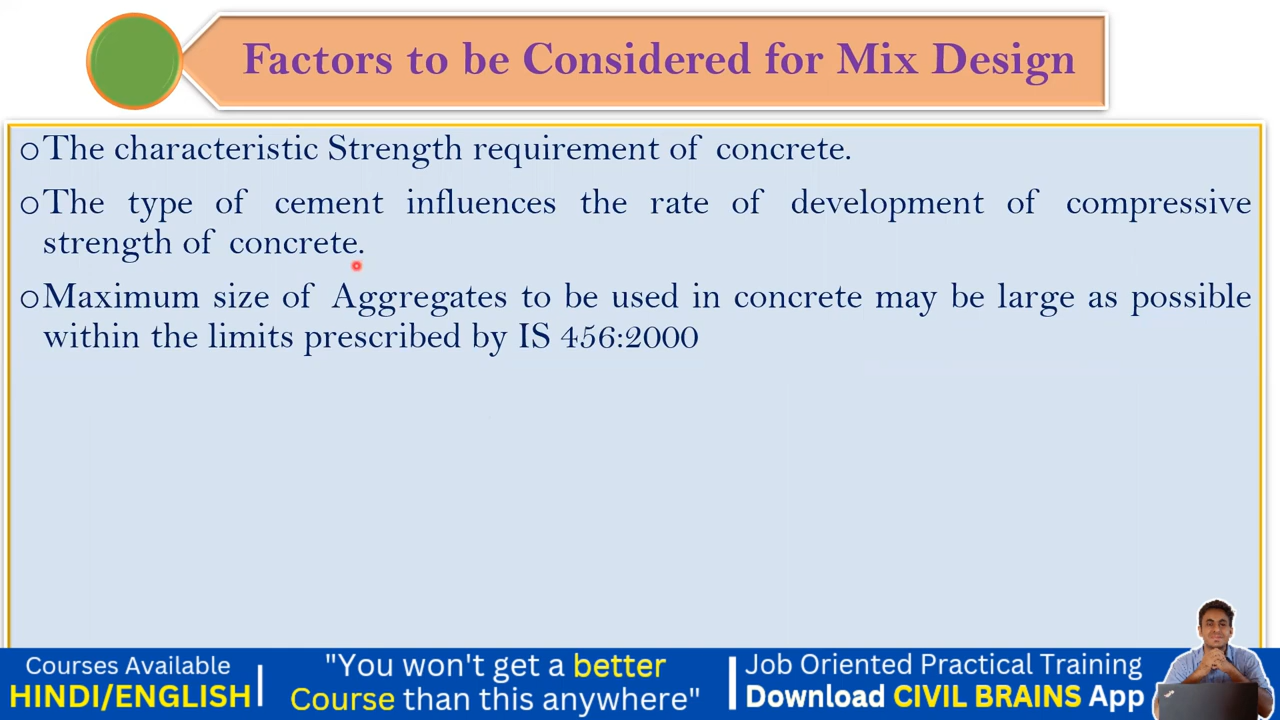 Factors to be Considered for Mix Design
oThe characteristic Strength requirement of concrete.
oThe type of cement influences the rate of development of compressive
strength of concrete.
oMaximum size of Aggregates to be used in concrete may be large as possible
within the limits prescribed by IS 456:2000
Courses Available
HINDI/ENGLISH
"You won't get a better
Course than this anywhere"
Job Oriented Practical Training
Download CIVIL BRAINS App